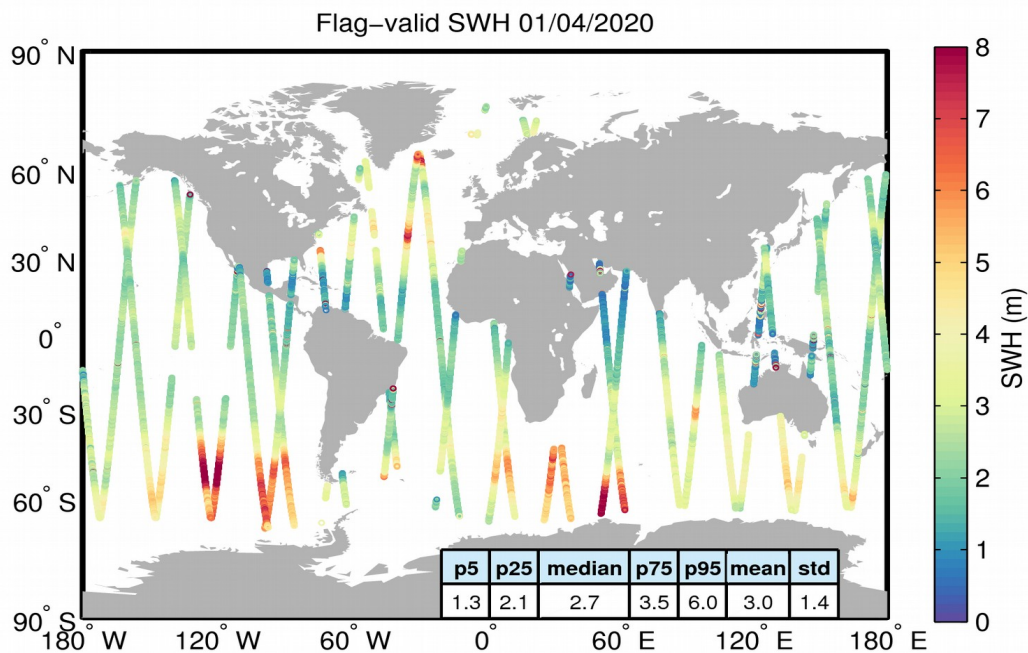 Flag−valid SWH 01/04/2020
90° N
60° N
30° N
0°
30° S
60° S
90° S
180° W
120° W
60° W
0°
60° E
120° E
180° E
8
7
6
5
4
3
2
1
0
SWH (m)
p5 p25 median p75 p95 mean std
1.3 2.1 2.7 3.5 6.0 3.0 1.4